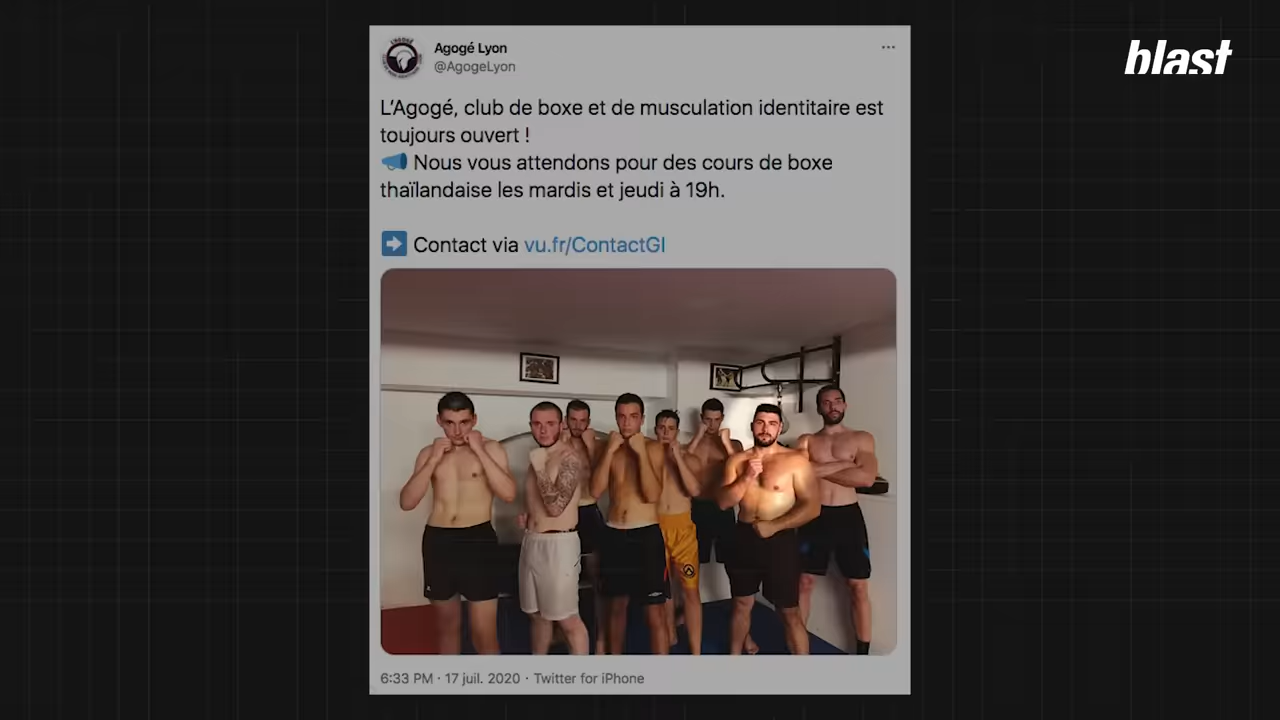 Agogé Lyon
@AgogeLyon
blast
L'Agogé, club de boxe et de musculation identitaire est
toujours ouvert !
Nous vous attendons pour des cours de boxe
thaïlandaise les mardis et jeudi à 19h.
Contact via vu.fr/ContactGI
6:33 PM · 17 juil. 2020 · Twitter for iPhone